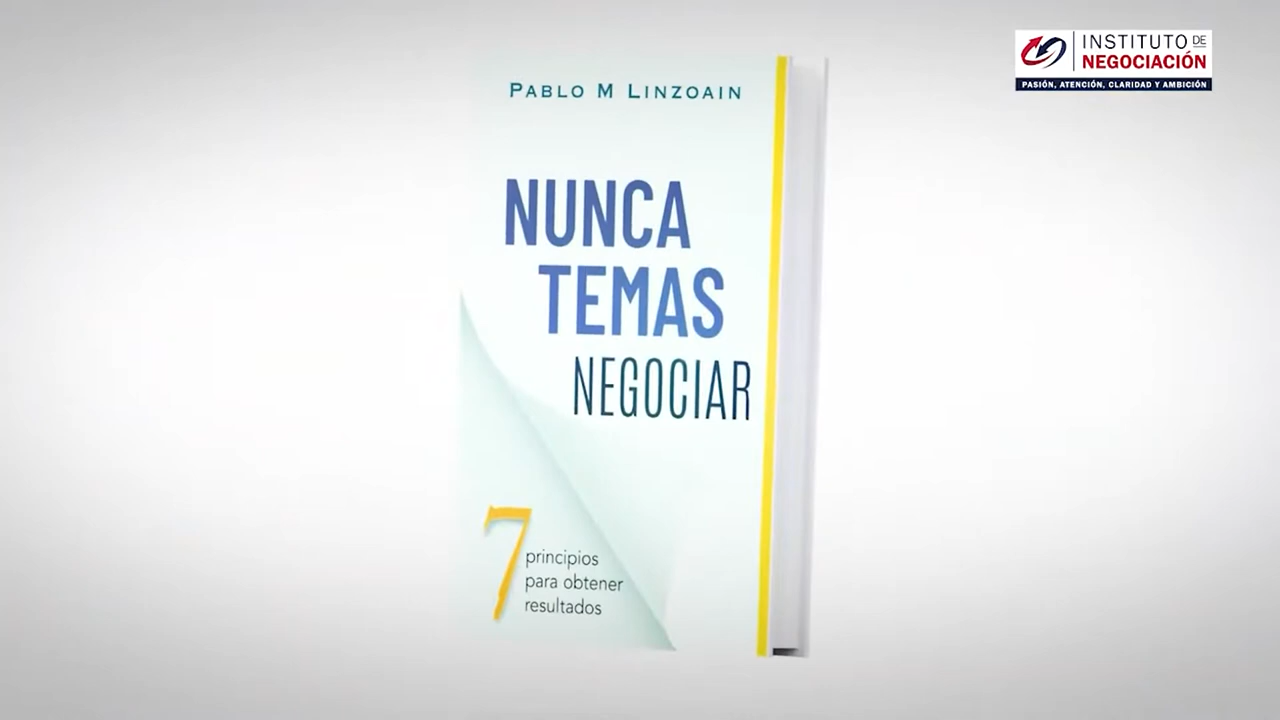 PABLO M LINZOAIN
NUNCA
TEMAS
NEGOCIAR
7
principios
para obtener
resultados
INSTITUTO DE
NEGOCIACIÓN
PASIÓN, ATENCIÓN, CLARIDAD Y AMBICIÓN